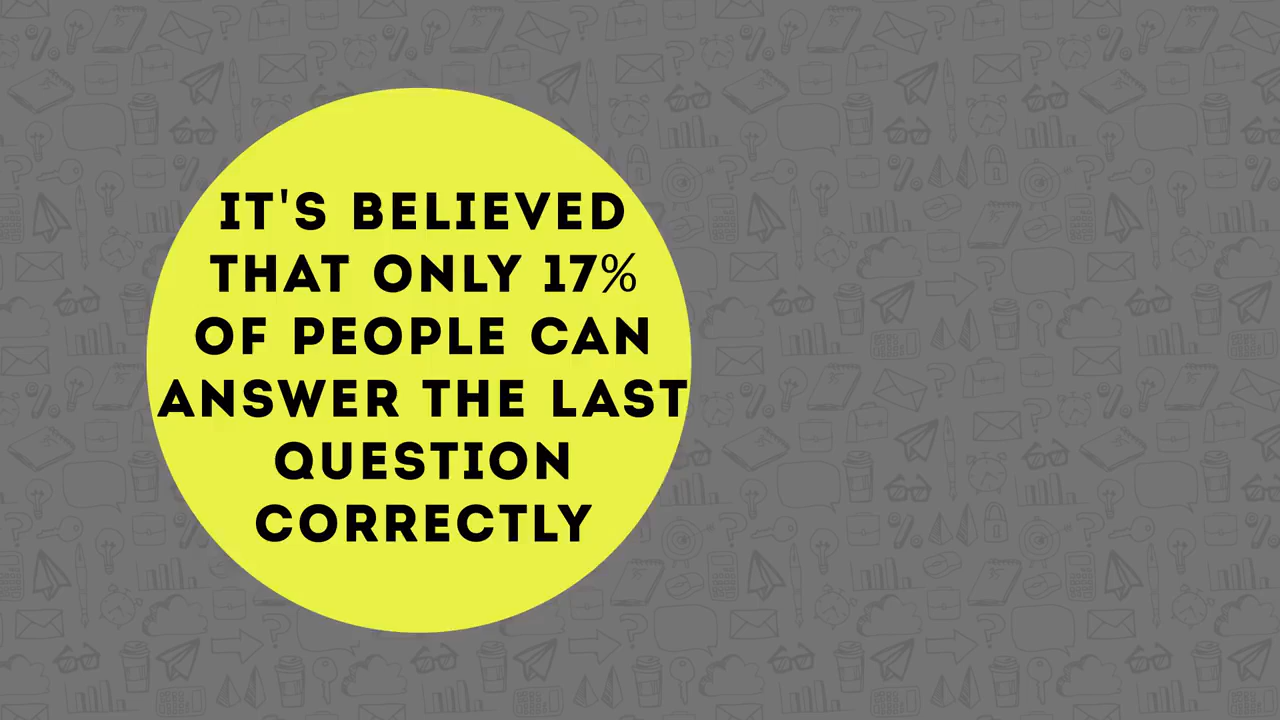 IT'S BELIEVED
THAT ONLY 17%
OF PEOPLE CAN
ANSWER THE LAST
QUESTION
CORRECTLY